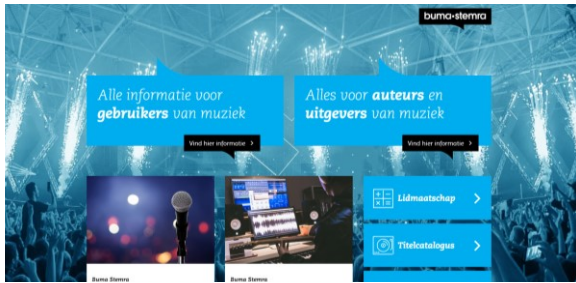 buma•stemra
Alle informatie voor
gebruikers van muziek
Vind hier informatie >
Alles voor auteurs en
uitgevers van muziek
Vind hier informatie >
Lidmaatschap
Titelcatalogus
Buma Stemra
Buma Stemra